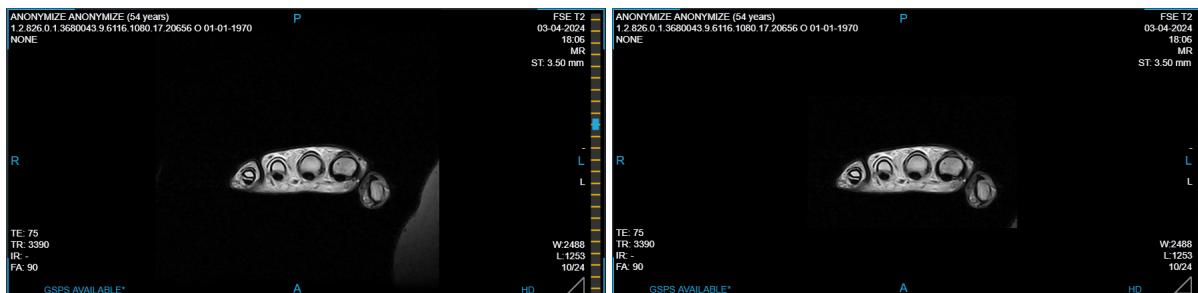 ANONYMIZE ANONYMIZE (54 years)
1.2.826.0.1.3680043.9.6116.1080.17.20656 O 01-01-1970
NONE
P
FSE T2
03-04-2024
18:06
MR
ST: 3.50 mm
R
-
L
L
TE: 75
TR: 3390
IR: -
FA: 90
W:2488
L:1253
10/24
GSPS AVAILABLE*
A
HD
ANONYMIZE ANONYMIZE (54 years)
1.2.826.0.1.3680043.9.6116.1080.17.20656 O 01-01-1970
NONE
P
FSE T2
03-04-2024
18:06
MR
ST: 3.50 mm
R
-
L
L
TE: 75
TR: 3390
IR: -
FA: 90
W:2488
L:1253
10/24
GSPS AVAILABLE*
A
HD